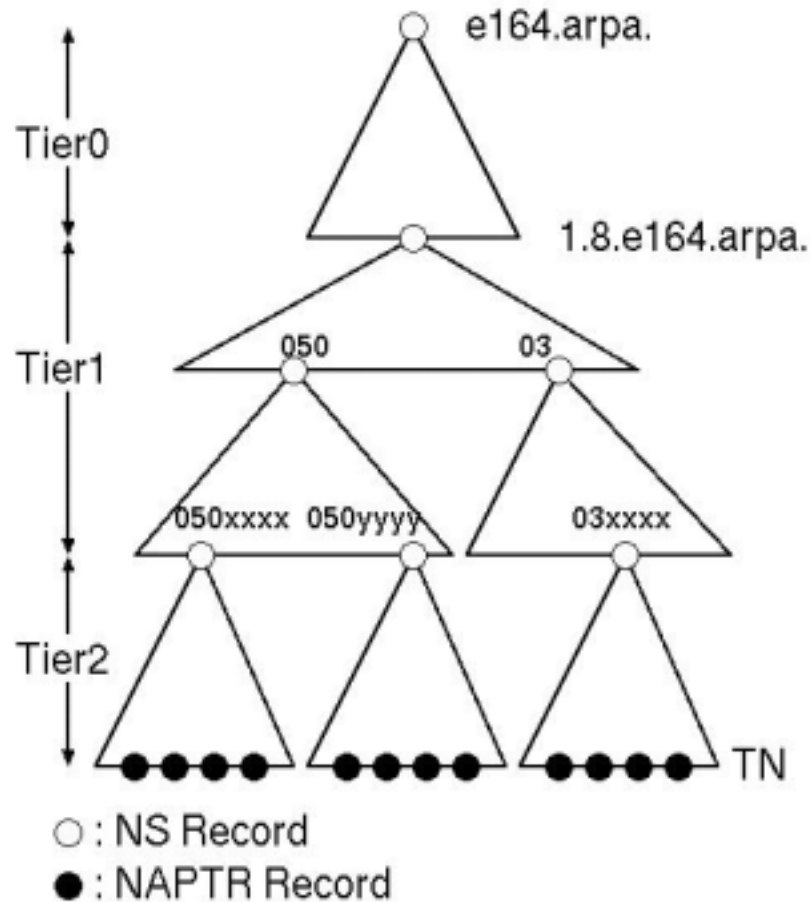 e164.arpa.
Tier0
1.8.e164.arpa.
050 03
Tier1
050xxxx 050yyyy 03xxxx
Tier2
TN
: NS Record
: NAPTR Record